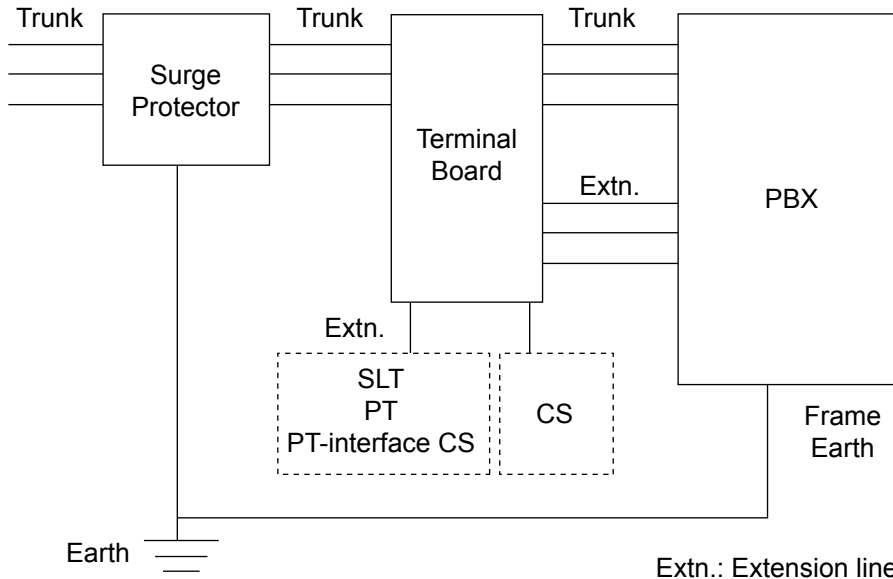 Trunk
Trunk
Trunk
Surge
Protector
Terminal
Board
Extn.
PBX
Extn.
SLT
PT
PT-interface CS
CS
Frame
Earth
Earth
Extn.: Extension line